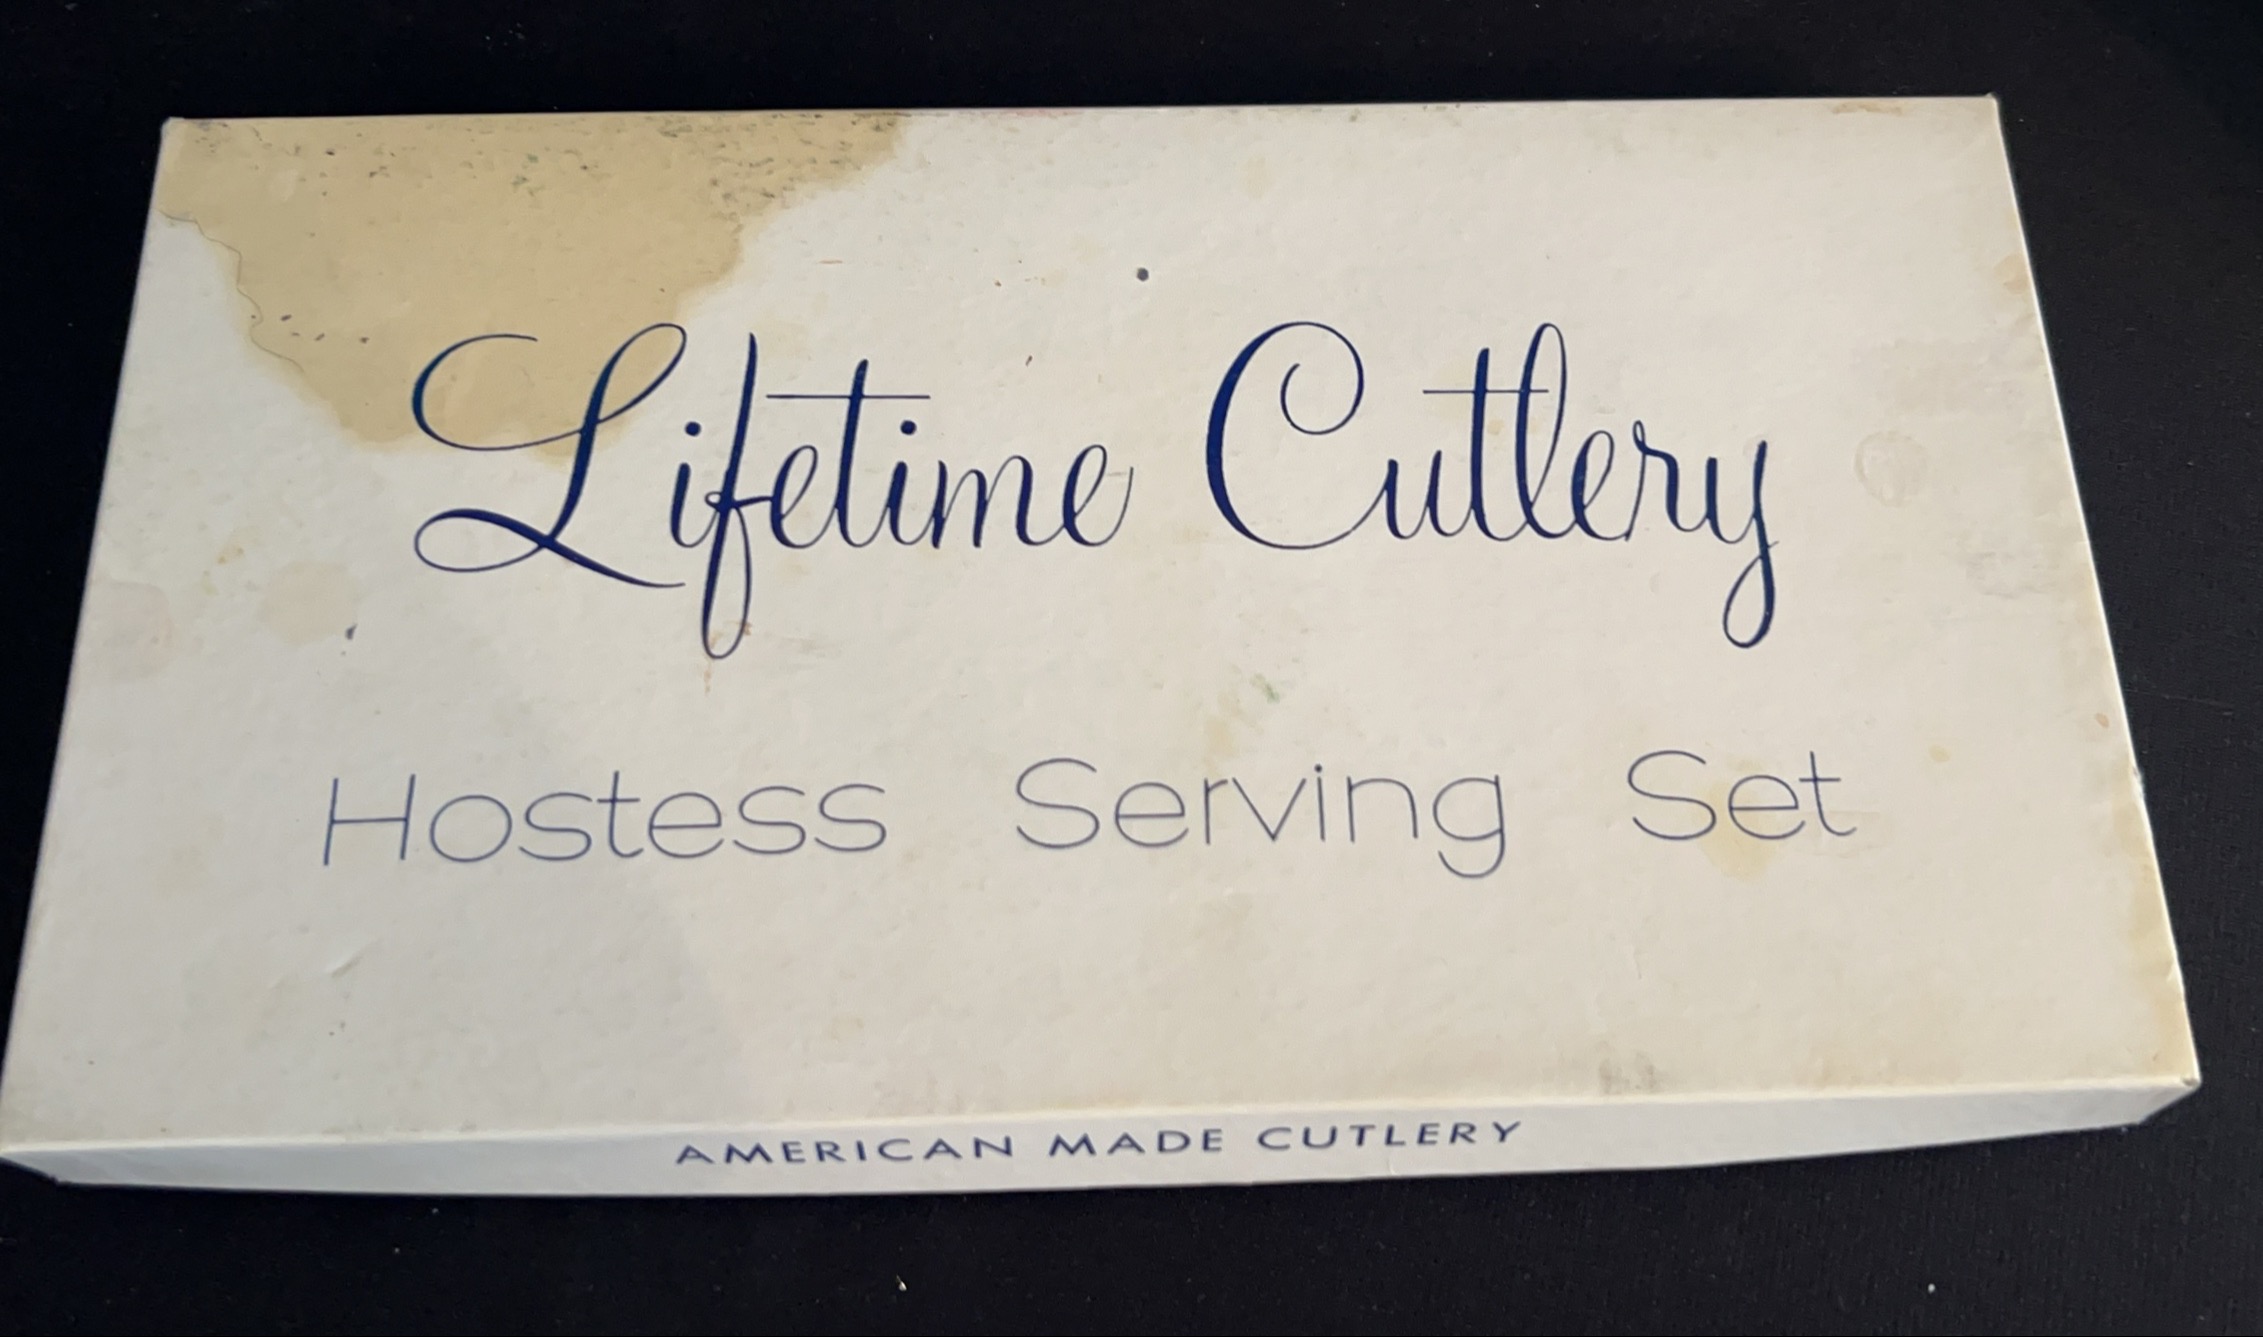 Lifetime Cutlery
Hostess Serving Set
AMERICAN MADE CUTLERY